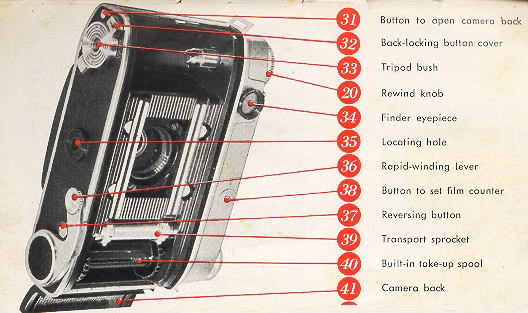 31 Button to open camera back
32 Back-locking button cover
33 Tripod bush
20 Rewind knob
34 Finder eyepiece
35 Locating hole
36 Rapid-winding lever
38 Button to set film counter
37 Reversing button
39 Transport sprocket
40 Built-in take-up spool
41 Camera back